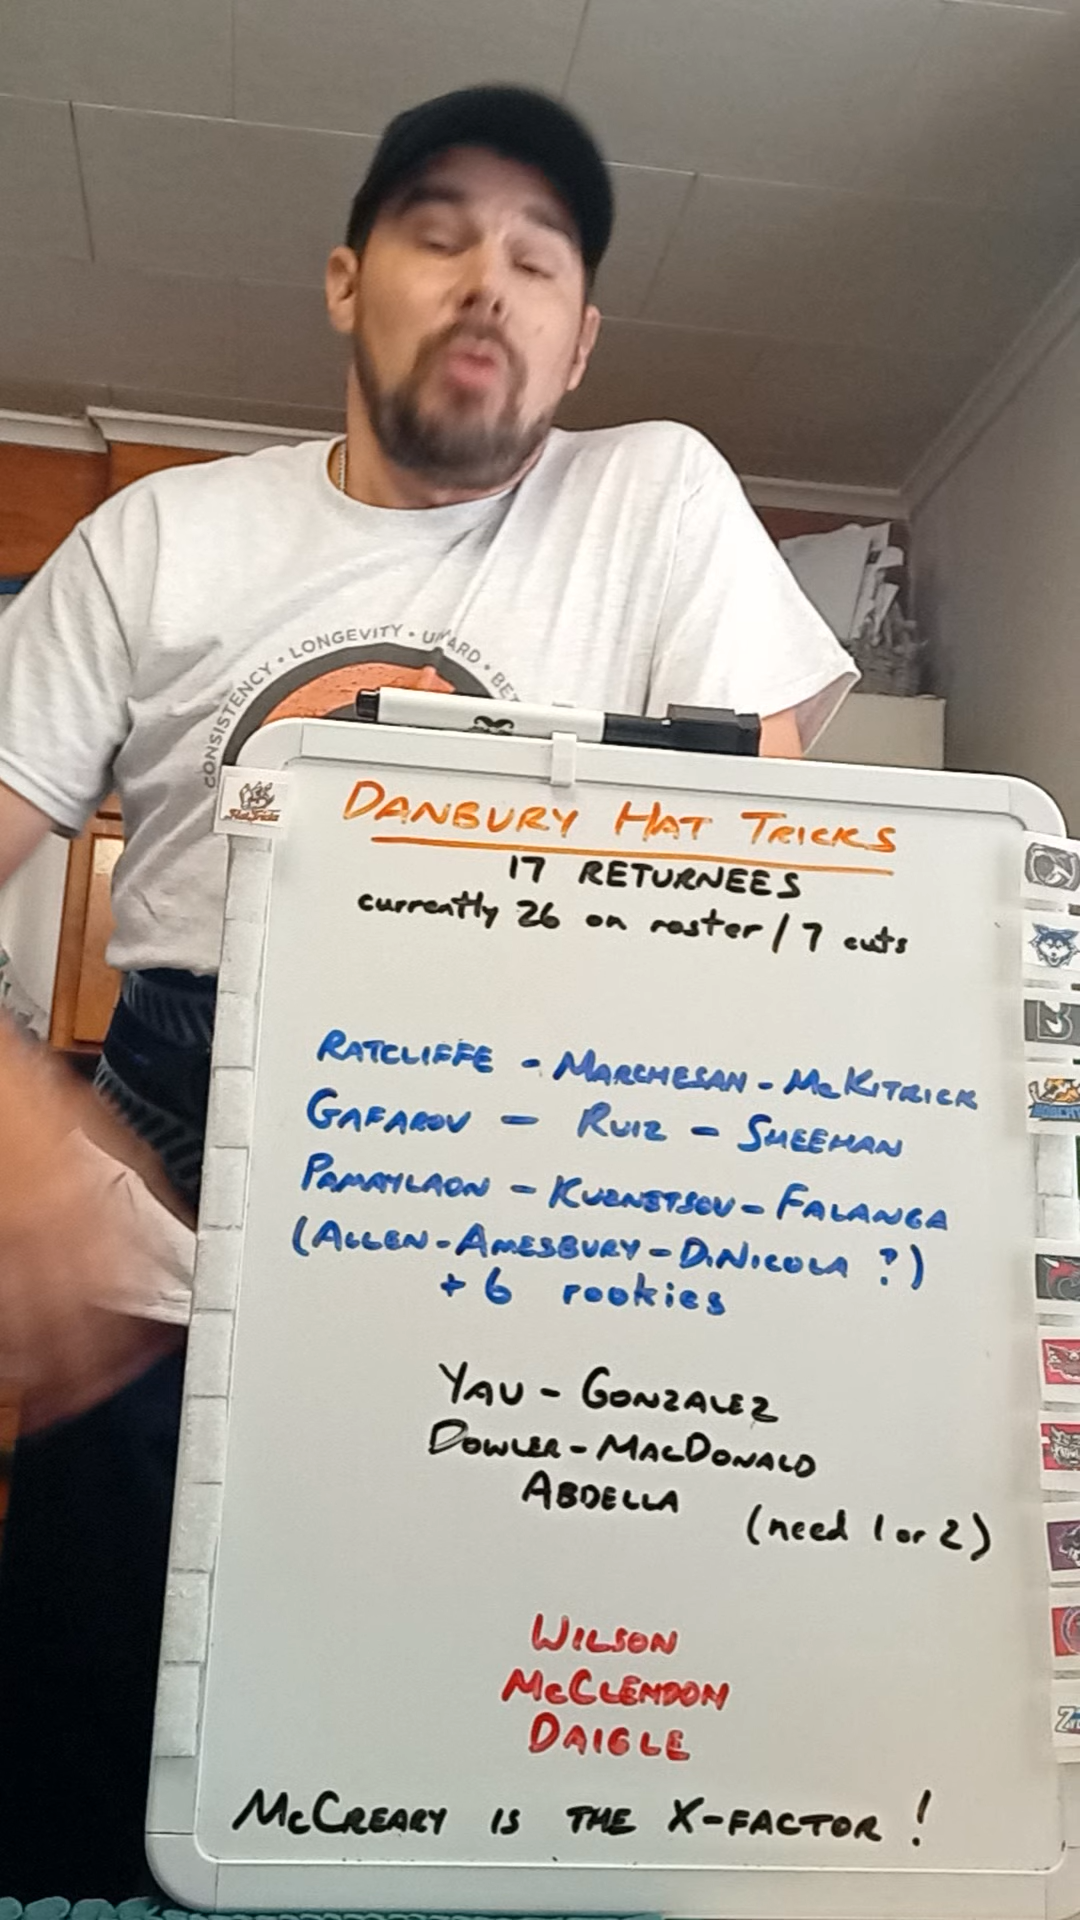 CONSISTENCY • LONGEVITY •
DANBURY HAT TRICKS
17 RETURNEES
currently 26 on roster / 7 cuts
RATCLIFFE - MARCHESAN - McKITRICK
GAFAROV - RUIZ - SHEEHAN
PAMAYLAON - KUZNETSOV - FALANGA
(ALLEN - AMESBURY - DiNICOLA ?)
+ 6 rookies
YAU - GONZALEZ
DOWLER - MACDONALD
ABDELLA
(need 1 or 2)
WILSON
McCLENDON
DAIGLE
McCREARY IS THE X-FACTOR!